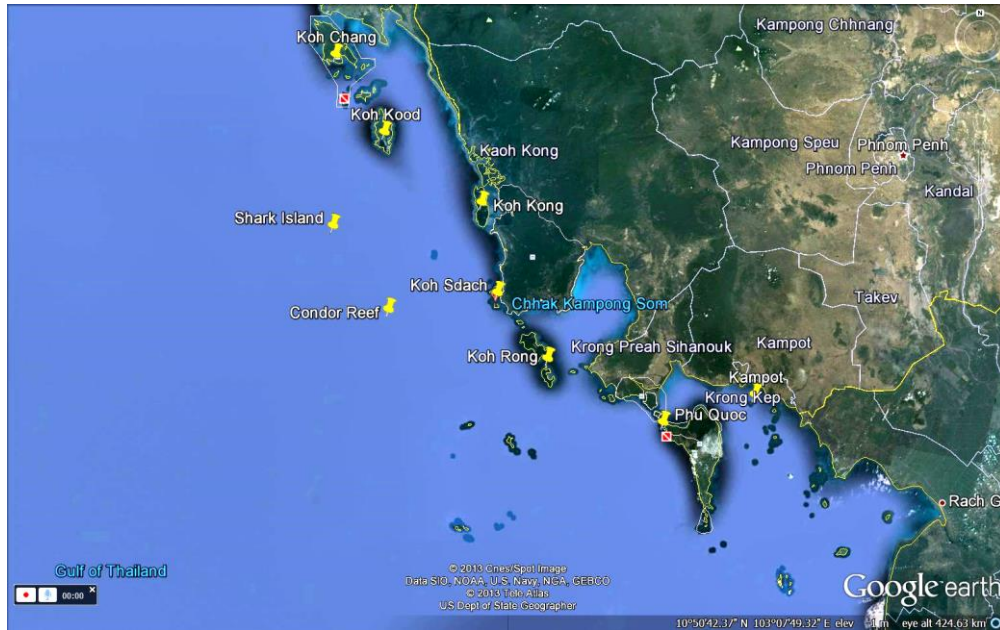 Kampong Chhnang
N
Koh Chang
Koh Kood
Kampong Speu
Phnom Penh
Phnom Penh
Kaoh Kong
Kandal
Koh Kong
Shark Island
Koh Sdach
Chhak Kampong Som
Takev
Condor Reef
Koh Rong
Krong Preah Sihanouk
Kampot
Kampot
Krong Kep
Phu Quoc
Rach G
Gulf of Thailand
00:00
© 2013 Cnes/Spot Image
Data SIO, NOAA, U.S. Navy, NGA, GEBCO
© 2013 Tele Atlas
US Dept of State Geographer
Google earth
10°50'42.37" N 103°07'49.32" E elev -1 m eye alt 424.63 km